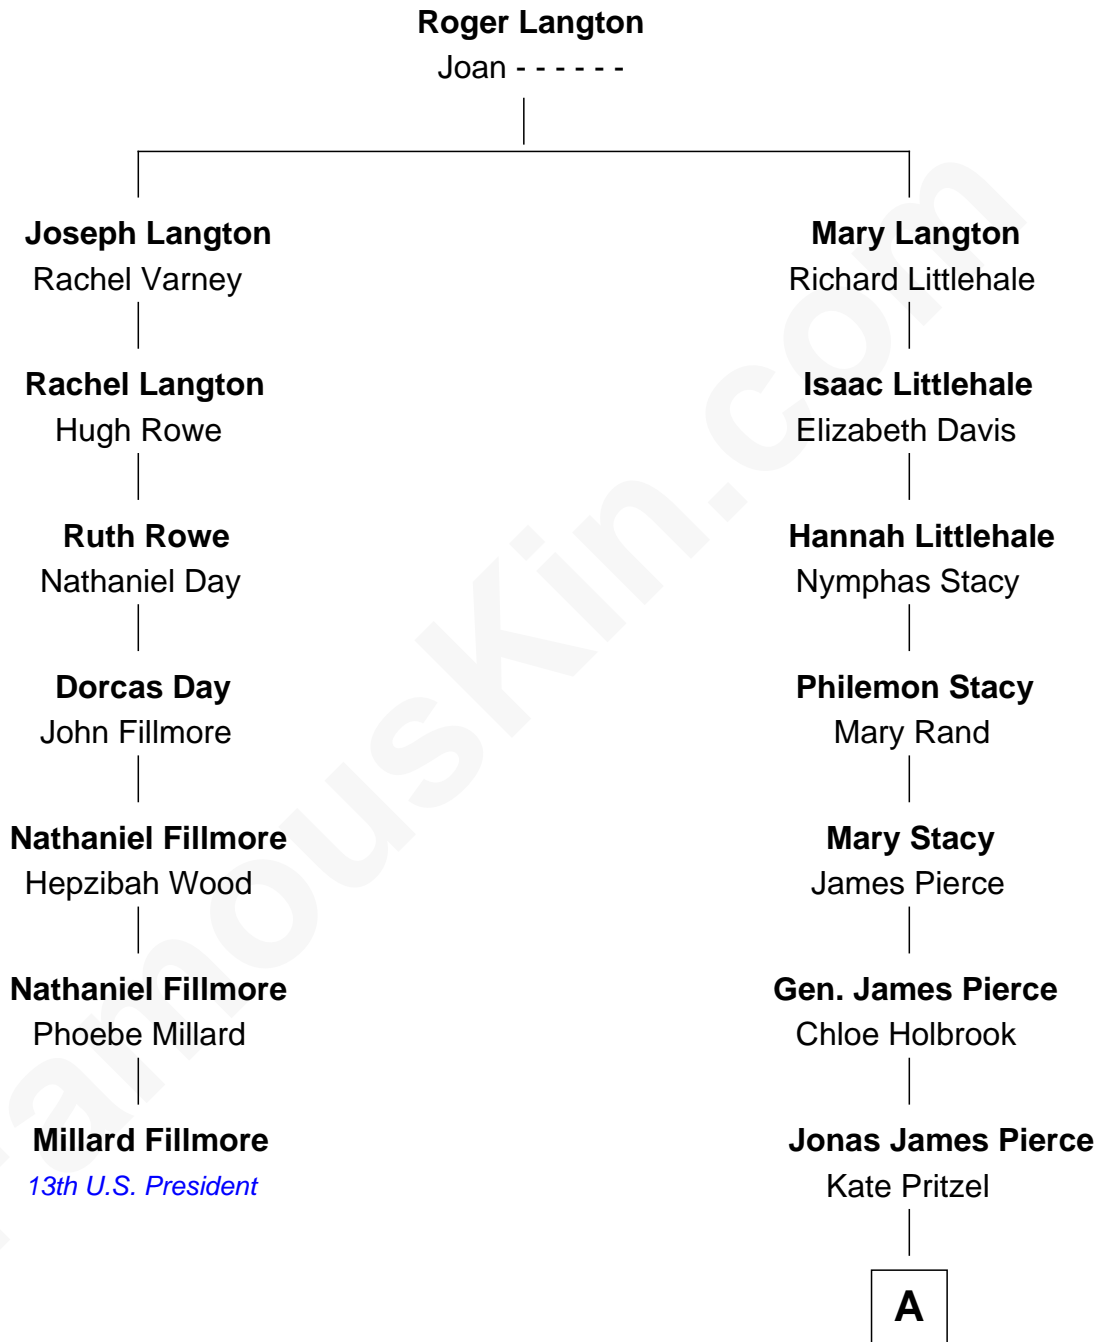 Roger Langton
Joan - - - - - -
Joseph Langton
Rachel Varney
Mary Langton
Richard Littlehale
Rachel Langton
Hugh Rowe
Isaac Littlehale
Elizabeth Davis
Ruth Rowe
Nathaniel Day
Hannah Littlehale
Nymphas Stacy
Dorcas Day
John Fillmore
Philemon Stacy
Mary Rand
Nathaniel Fillmore
Hepzibah Wood
Mary Stacy
James Pierce
Nathaniel Fillmore
Phoebe Millard
Gen. James Pierce
Chloe Holbrook
Millard Fillmore
13th U.S. President
Jonas James Pierce
Kate Pritzel
A
FamousKin.com